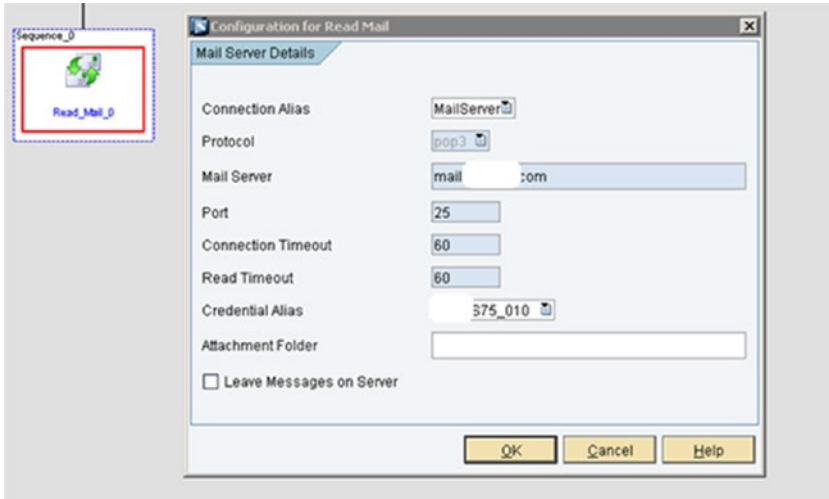 Sequence_0
Read_Mail_0
Configuration for Read Mail
Mail Server Details
Connection Alias MailServer
Protocol pop3
Mail Server mail :com
Port 25
Connection Timeout 60
Read Timeout 60
Credential Alias S75_010
Attachment Folder
Leave Messages on Server
OK Cancel Help